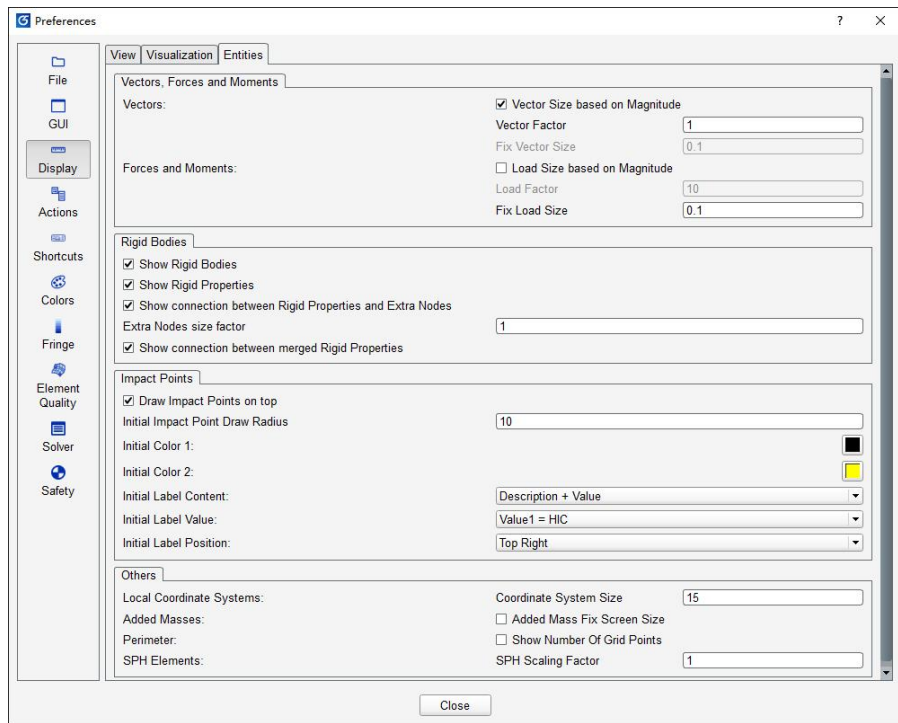 Preferences
? ×
View Visualization Entities
File
GUI
Display
Actions
Shortcuts
Colors
Fringe
Element
Quality
Solver
Safety
Vectors, Forces and Moments
Vectors: Vector Size based on Magnitude
Vector Factor 1
Fix Vector Size 0.1
Forces and Moments: Load Size based on Magnitude
Load Factor 10
Fix Load Size 0.1
Rigid Bodies
Show Rigid Bodies
Show Rigid Properties
Show connection between Rigid Properties and Extra Nodes
Extra Nodes size factor 1
Show connection between merged Rigid Properties
Impact Points
Draw Impact Points on top
Initial Impact Point Draw Radius 10
Initial Color 1:
Initial Color 2:
Initial Label Content: Description + Value
Initial Label Value: Value1 = HIC
Initial Label Position: Top Right
Others
Local Coordinate Systems: Coordinate System Size 15
Added Masses: Added Mass Fix Screen Size
Perimeter: Show Number Of Grid Points
SPH Elements: SPH Scaling Factor 1
Close